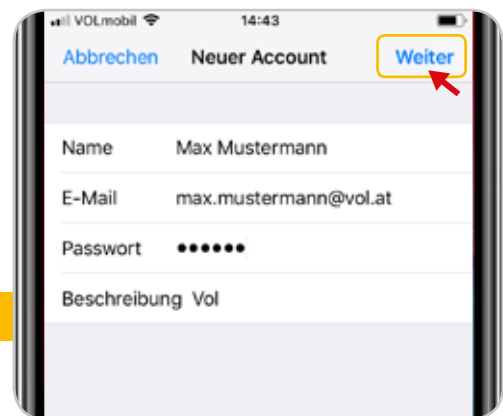 VOLmobil 14:43
Abbrechen Neuer Account Weiter
Name Max Mustermann
E-Mail max.mustermann@vol.at
Passwort ••••••
Beschreibung Vol